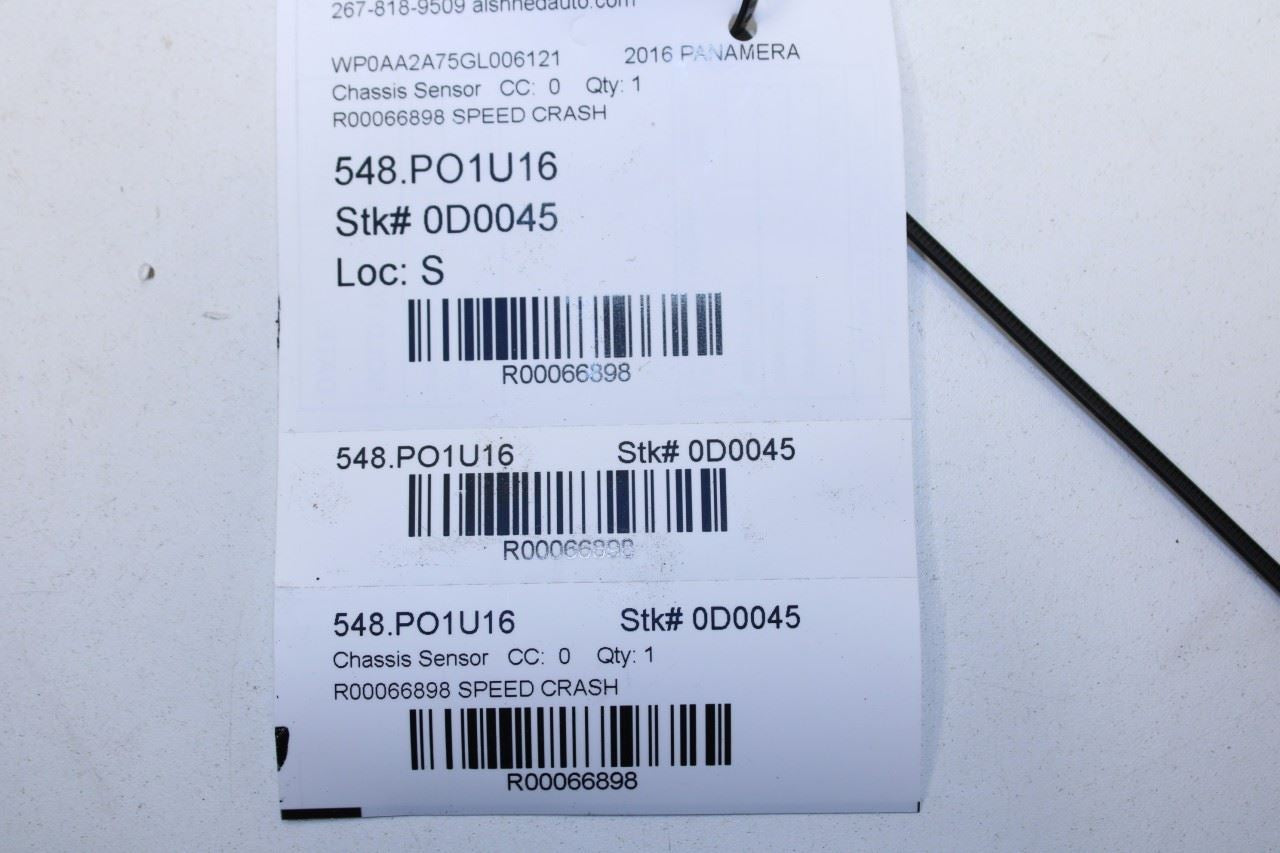 267-818-9509
WP0AA2A75GL006121 2016 PANAMERA
Chassis Sensor CC: 0 Qty: 1
R00066898 SPEED CRASH
548.PO1U16
Stk# 0D0045
Loc: S
R00066898
548.PO1U16 Stk# 0D0045
R00066898
548.PO1U16 Stk# 0D0045
Chassis Sensor CC: 0 Qty: 1
R00066898 SPEED CRASH
R00066898